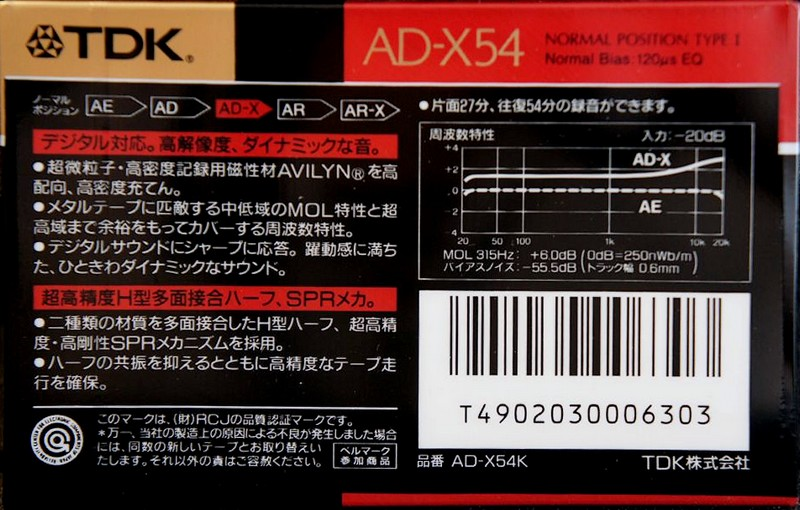 TDK®
AD-X54
NORMAL POSITION TYPE I
Normal Bias: 120µs EQ
ノーマル
ポジション
AE
AD
AD-X
AR
AR-X
デジタル対応。高解像度、ダイナミックな音。
●超微粒子・高密度記録用磁性材AVILYN®を高
配向、高密度充てん。
●メタルテープに匹敵する中低域のMOL特性と超
高域まで余裕をもってカバーする周波数特性。
●デジタルサウンドにシャープに応答。躍動感に満ち
た、ひときわダイナミックなサウンド。
超高精度H型多面接合ハーフ、SPRメカ。
●二種類の材質を多面接合したH型ハーフ、超高精
度・高剛性SPRメカニズムを採用。
●ハーフの共振を抑えるとともに高精度なテープ走
行を確保。
このマークは、(財)RCJの品質認証マークです。
*万一、当社の製造上の原因による不良が発生しました場合
には、同数の新しいテープとお取り替えい
たします。それ以外の責はご容赦ください。
ベルマーク
参加商品
●片面27分、往復54分の録音ができます。
周波数特性
入力:-20dB
+4
+2
0
2
4
AD-X
AE
20
50
100
1k
10k
20k
MOL 315Hz: +6.0dB (0dB=250nWb/m)
バイアスノイズ: -55.5dB (トラック幅 0.6mm)
T4902030006303
品番 AD-X54K
TDK株式会社